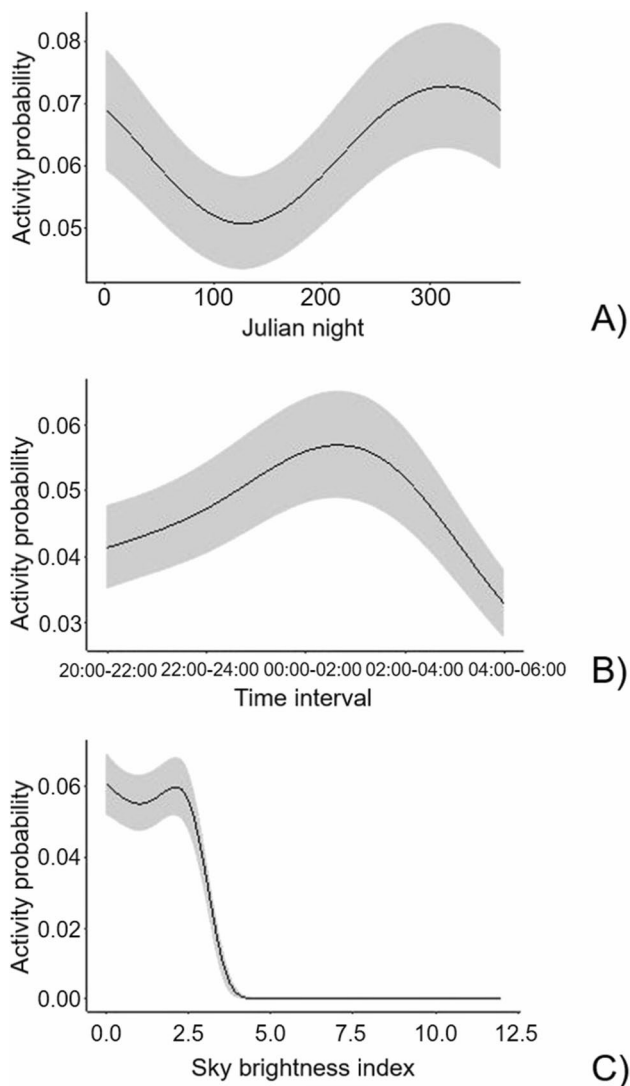 Activity probability
0.08
0.07
0.06
0.05
0 100 200 300
Julian night
A)
Activity probability
0.06
0.05
0.04
0.03
20:00-22:00 22:00-24:00 00:00-02:00 02:00-04:00 04:00-06:00
Time interval
B)
Activity probability
0.06
0.04
0.02
0.00
0.0 2.5 5.0 7.5 10.0 12.5
Sky brightness index
C)